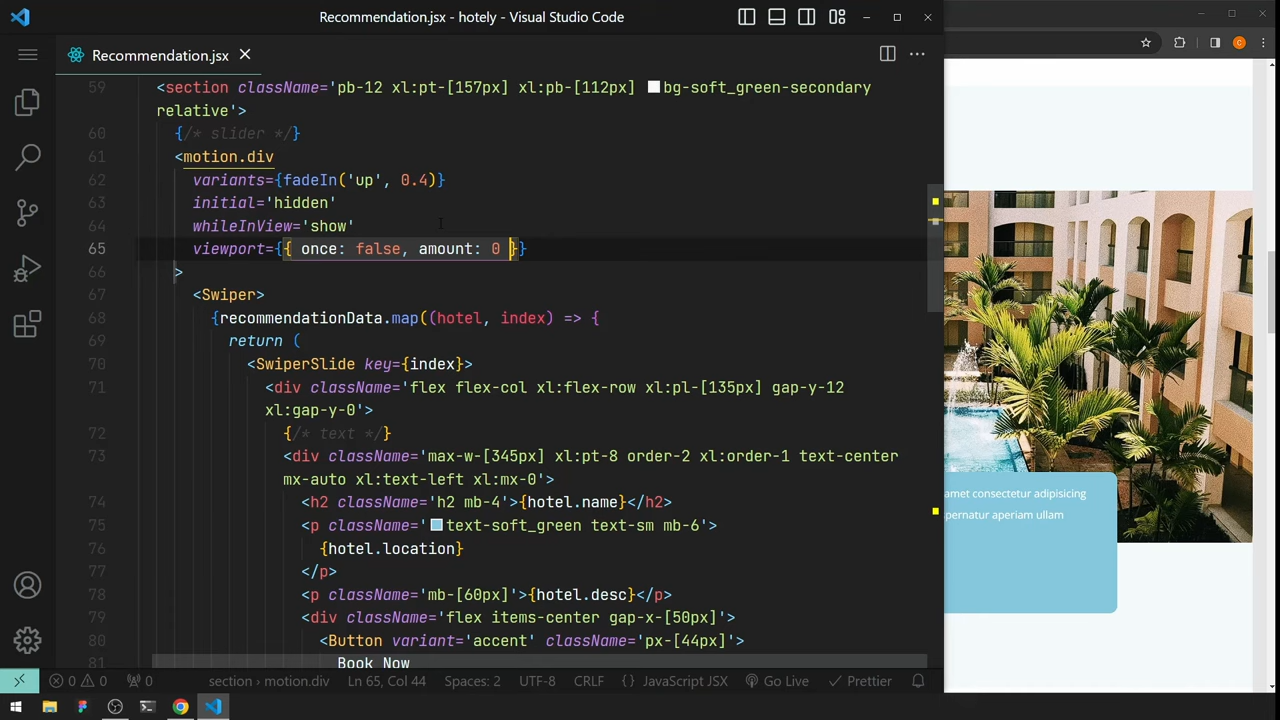 Recommendation.jsx - hotely - Visual Studio Code
Recommendation.jsx
59 <section className='pb-12 xl:pt-[157px] xl:pb-[112px] bg-soft_green-secondary
relative'>
60 {/* slider */}
61 <motion.div
62 variants={fadeIn('up', 0.4)}
63 initial='hidden'
64 whileInView='show'
65 viewport={{ once: false, amount: 0 }}
66 >
67 <Swiper>
68 {recommendationData.map((hotel, index) => {
69 return (
70 <SwiperSlide key={index}>
71 <div className='flex flex-col xl:flex-row xl:pl-[135px] gap-y-12
xl:gap-y-0'>
72 {/* text */}
73 <div className='max-w-[345px] xl:pt-8 order-2 xl:order-1 text-center
mx-auto xl:text-left xl:mx-0'>
74 <h2 className='h2 mb-4'>{hotel.name}</h2>
75 <p className='text-soft_green text-sm mb-6'>
76 {hotel.location}
77 </p>
78 <p className='mb-[60px]'>{hotel.desc}</p>
79 <div className='flex items-center gap-x-[50px]'>
80 <Button variant='accent' className='px-[44px]'>
81 Book Now
amet consectetur adipisicing
pernatur aperiam ullam
C
0 0 0 section › motion.div Ln 65, Col 44 Spaces: 2 UTF-8 CRLF {} JavaScript JSX Go Live Prettier